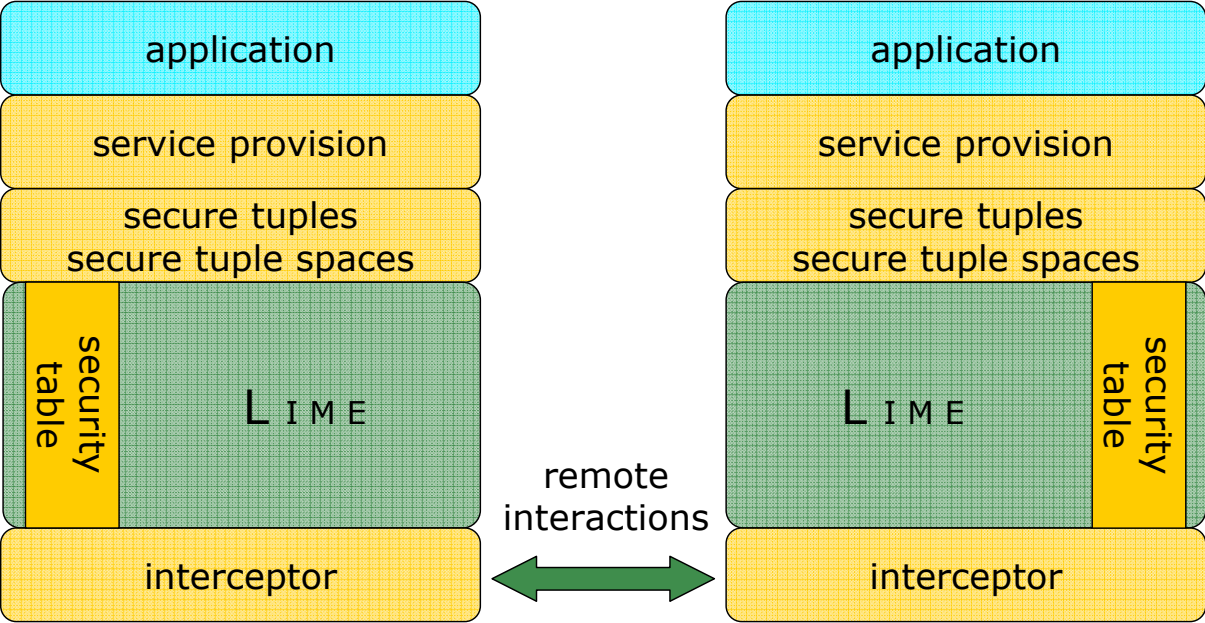 application
service provision
secure tuples
secure tuple spaces
security
table
LIME
remote
interactions
interceptor
application
service provision
secure tuples
secure tuple spaces
LIME
security
table
interceptor